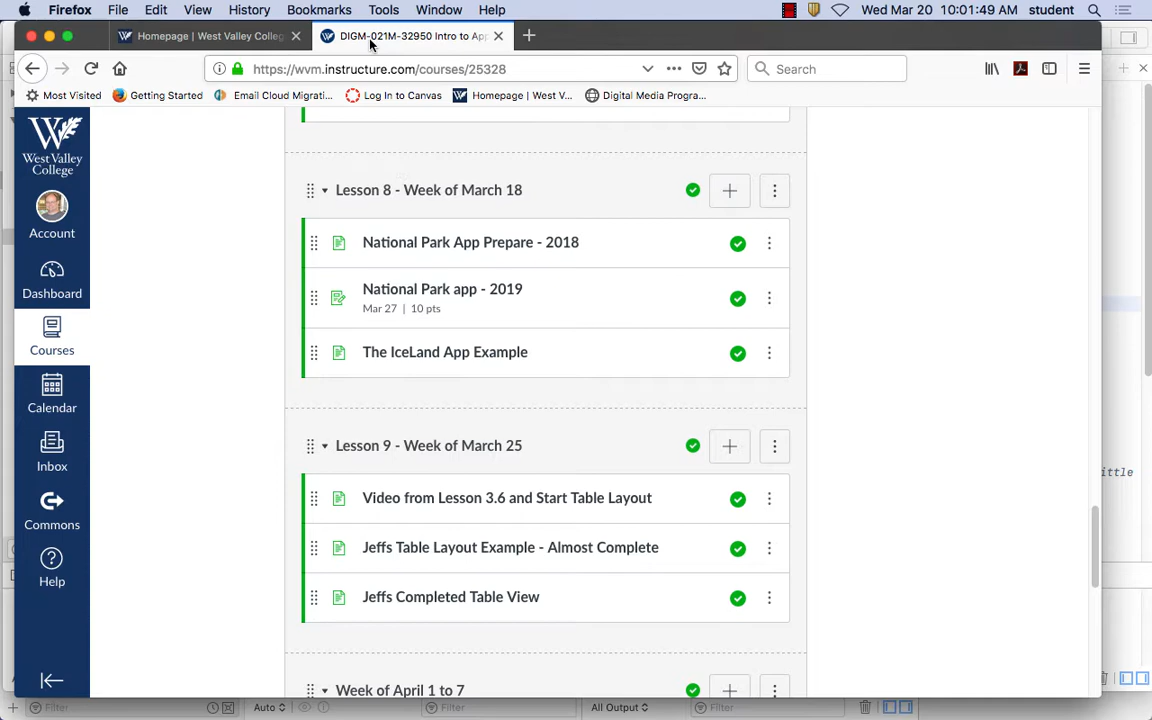 Firefox File Edit View History Bookmarks Tools Window Help Wed Mar 20 10:01:49 AM student
Homepage | West Valley Colleg DIGM-021M-32950 Intro to App
https://wvm.instructure.com/courses/25328 Search
Most Visited Getting Started Email Cloud Migrati... Log In to Canvas Homepage | West V... Digital Media Progra...
West Valley
College
Account
Dashboard
Courses
Calendar
Inbox
Commons
Help
Lesson 8 - Week of March 18
National Park App Prepare - 2018
National Park app - 2019
Mar 27 | 10 pts
The IceLand App Example
Lesson 9 - Week of March 25
Video from Lesson 3.6 and Start Table Layout
Jeffs Table Layout Example - Almost Complete
Jeffs Completed Table View
Week of April 1 to 7
ittle
Filter Auto Filter All Output Filter